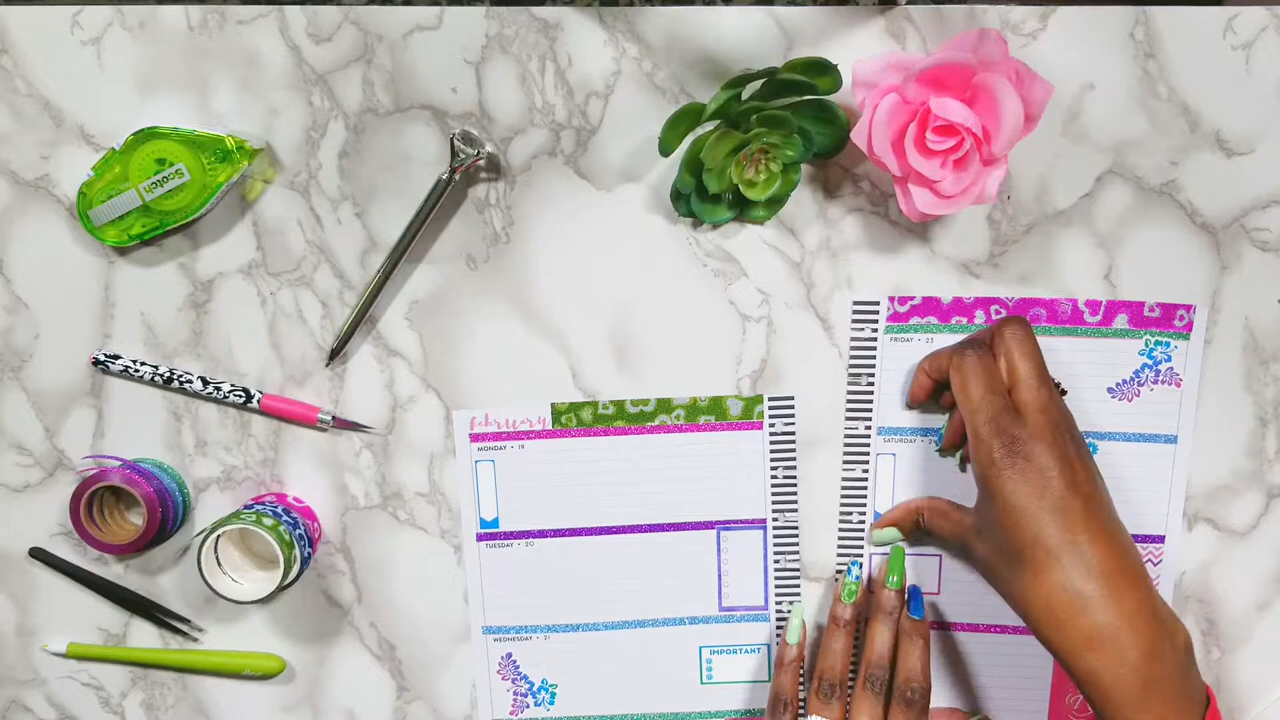 Scotch
february
MONDAY • 19
TUESDAY • 20
WEDNESDAY • 21
IMPORTANT
FRIDAY • 23
SATURDAY • 24